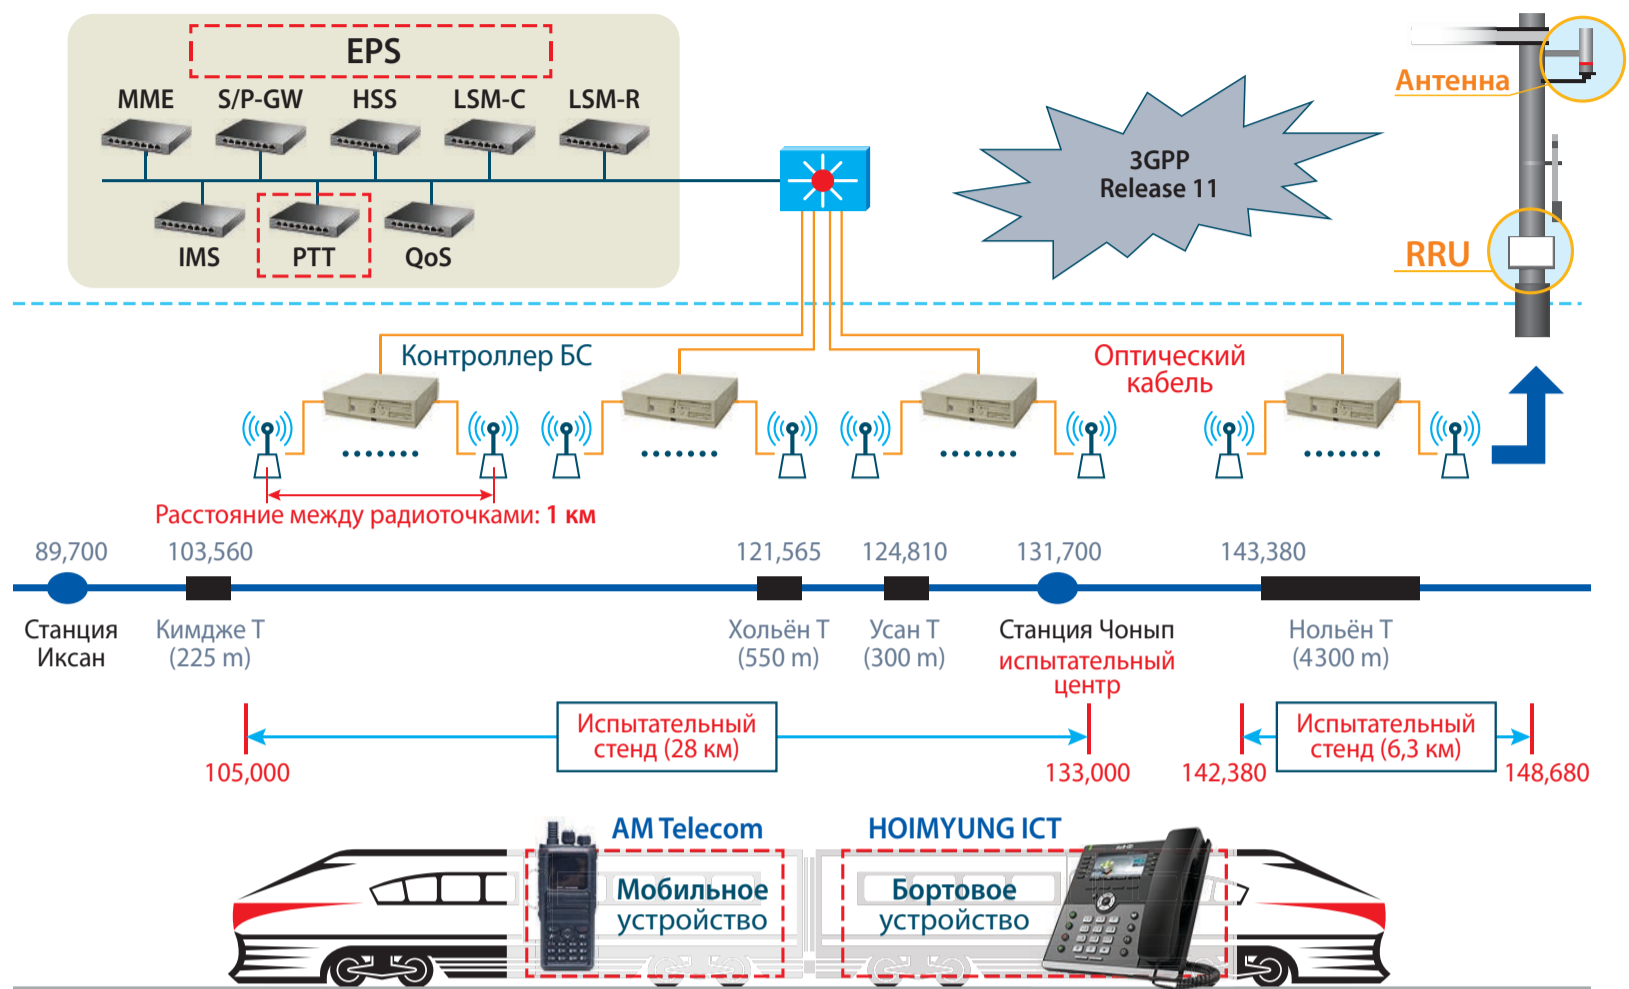 EPS
MME
S/P-GW
HSS
LSM-C
LSM-R
IMS
PTT
QoS
3GPP
Release 11
Антенна
RRU
Контроллер БС
Оптический
кабель
Расстояние между радиоточками: 1 км
89,700
103,560
121,565
124,810
131,700
143,380
Станция
Иксан
Кимдже Т
(225 m)
Хольён Т
(550 m)
Усан Т
(300 m)
Станция Чонып
испытательный
центр
Нольён Т
(4300 m)
Испытательный
стенд (28 км)
Испытательный
стенд (6,3 км)
105,000
133,000
142,380
148,680
AM Telecom
HOIMYUNG ICT
Мобильное
устройство
Бортовое
устройство